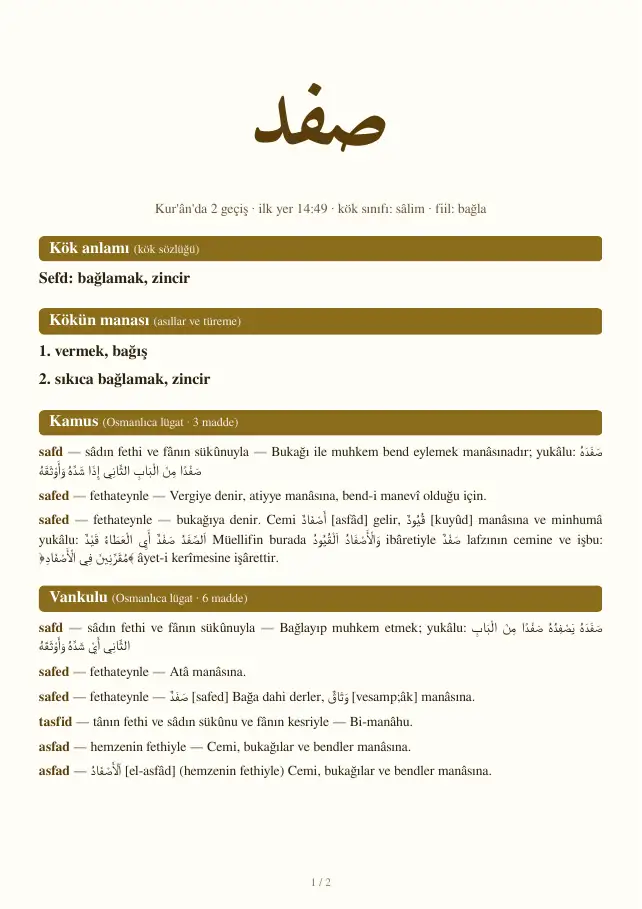 صفد
Kur'ân'da 2 geçiş · ilk yer 14:49 · kök sınıfı: sâlim · fiil: bağla
Kök anlamı (kök sözlüğü)
Sefd: bağlamak, zincir
Kökün manası (asıllar ve türeme)
1. vermek, bağış
2. sıkıca bağlamak, zincir
Kamus (Osmanlıca lügat · 3 madde)
safd — sâdın fethi ve fânın sükûnuyla — Bukağı ile muhkem bend eylemek manâsınadır; yukâlu: صَفَدَهُ
صَفْدًا مِنَ الْبَابِ الثَّانِي إِذَا شَدَّهُ وَأَوْثَقَهُ
safed — fethateynle — Vergiye denir, atiyye manâsına, bend-i manevî olduğu için.
safed — fethateynle — bukağıya denir. Cemi أَصْفَادٌ [asfâd] gelir, قُيُودٌ [kuyûd] manâsına ve minhumâ
yukâlu: اَلصَّفَدُ صَفَدٌ أَيِ الْعَطَاءُ قَيْدٌ Müellifin burada وَالْأَصْفَادُ اَلْقُيُودُ ibâretiyle صَفَدٌ lafzının cemine ve işbu:
﴿مُقَرَّنِينَ فِي الْأَصْفَادِ﴾ âyet-i kerîmesine işârettir.
Vankulu (Osmanlıca lügat · 6 madde)
safd — sâdın fethi ve fânın sükûnuyla — Bağlayıp muhkem etmek; yukâlu: صَفَدَهُ يَصْفِدُهُ صَفْدًا مِنَ الْبَابِ
الثَّانِي أَيْ شَدَّهُ وَأَوْثَقَهُ
safed — fethateynle — Atâ manâsına.
safed — fethateynle — صَفَدٌ [safed] Bağa dahi derler, وَثَاقٌ [vesamp;âk] manâsına.
tasfid — tânın fethi ve sâdın sükûnu ve fânın kesriyle — Bi-manâhu.
asfad — hemzenin fethiyle — Cemi, bukağılar ve bendler manâsına.
asfad — اَلْأَصْفَادُ [el-asfâd] (hemzenin fethiyle) Cemi, bukağılar ve bendler manâsına.
1 / 2